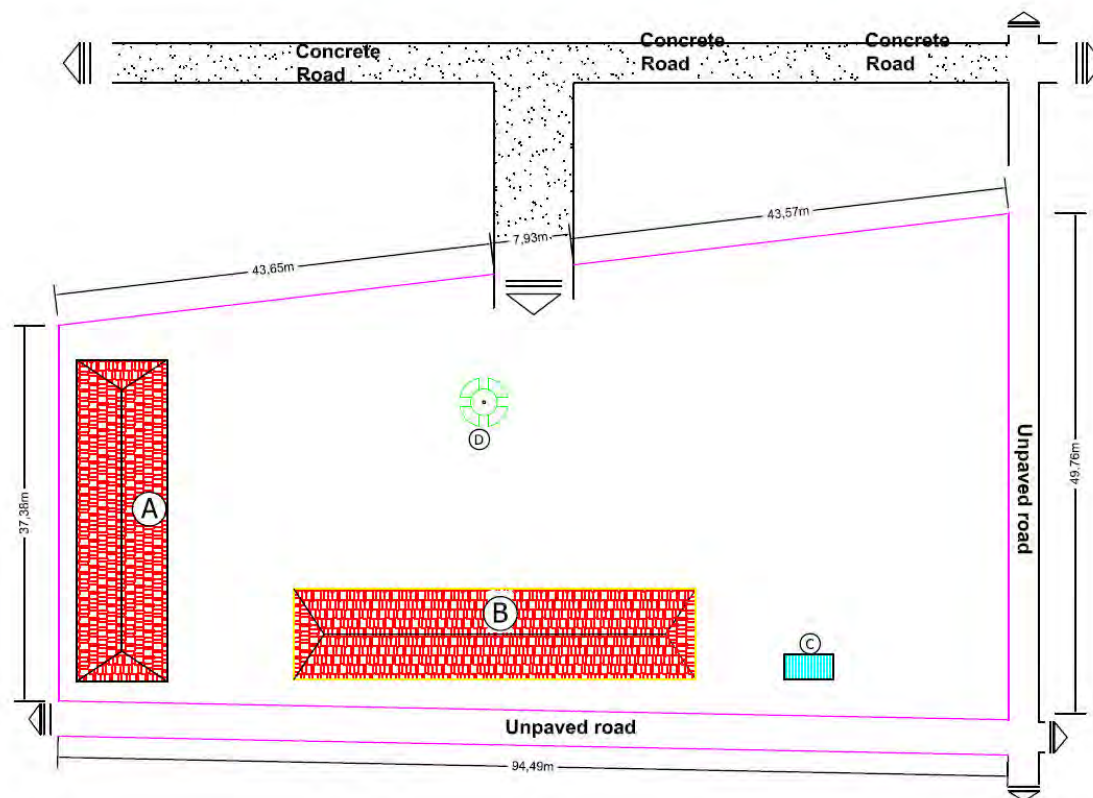 Concrete
Road
Concrete
Road
Concrete
Road
43,65m
7,93m
43,57m
37,38m
49,76m
A
B
C
D
Unpaved road
Unpaved road
94,49m